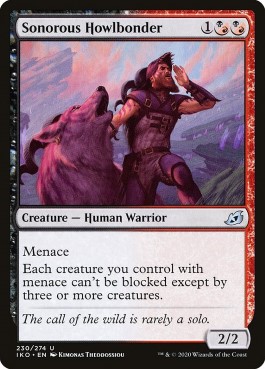 Sonorous Howlbonder 1
Creature — Human Warrior
Menace
Each creature you control with
menace can't be blocked except by
three or more creatures.
The call of the wild is rarely a solo.
2/2
230/274 U
IKO • EN KIMONAS THEODOSSIOU
™ & © 2020 Wizards of the Coast